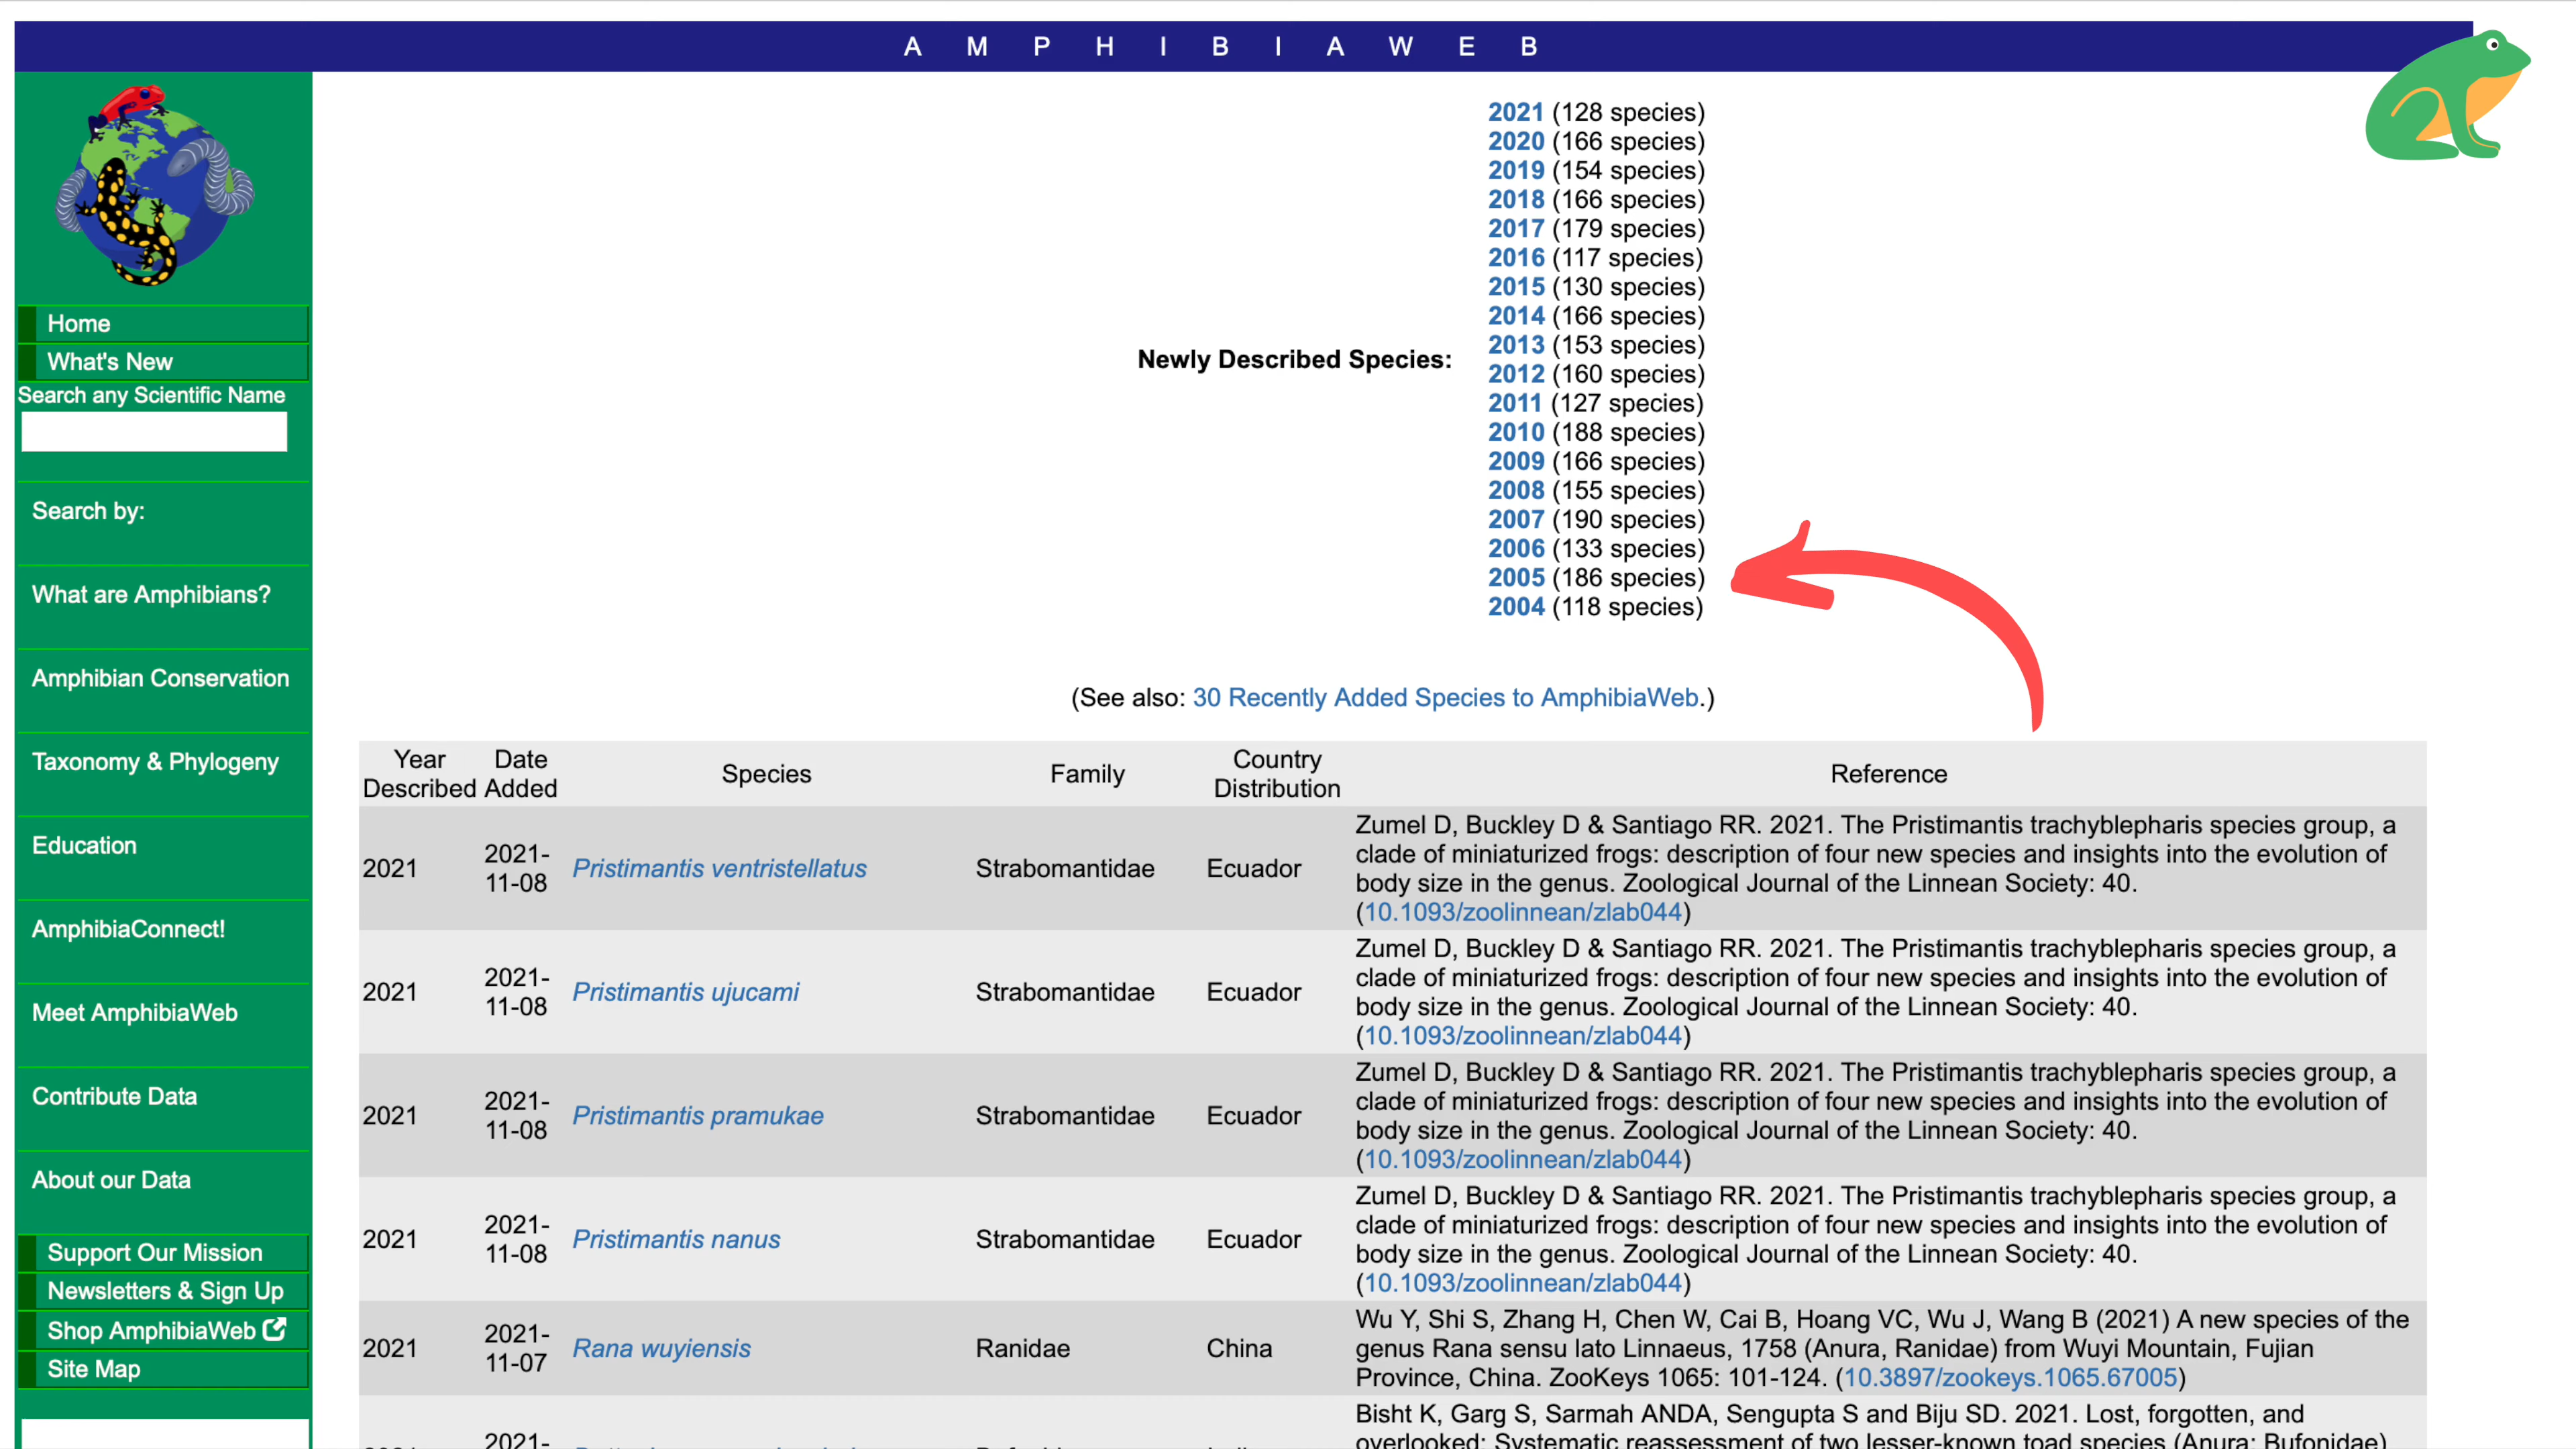 A M P H I B I A W E B
Home
What's New
Search any Scientific Name
Search by:
What are Amphibians?
Amphibian Conservation
Taxonomy & Phylogeny
Education
AmphibiaConnect!
Meet AmphibiaWeb
Contribute Data
About our Data
Support Our Mission
Newsletters & Sign Up
Shop AmphibiaWeb
Site Map
Newly Described Species:
2021 (128 species)
2020 (166 species)
2019 (154 species)
2018 (166 species)
2017 (179 species)
2016 (117 species)
2015 (130 species)
2014 (166 species)
2013 (153 species)
2012 (160 species)
2011 (127 species)
2010 (188 species)
2009 (166 species)
2008 (155 species)
2007 (190 species)
2006 (133 species)
2005 (186 species)
2004 (118 species)
(See also: 30 Recently Added Species to AmphibiaWeb.)
Year Described Date Added Species Family Country Distribution Reference
2021 2021-11-08 Pristimantis ventristellatus Strabomantidae Ecuador
Zumel D, Buckley D & Santiago RR. 2021. The Pristimantis trachyblepharis species group, a
clade of miniaturized frogs: description of four new species and insights into the evolution of
body size in the genus. Zoological Journal of the Linnean Society: 40.
(10.1093/zoolinnean/zlab044)
2021 2021-11-08 Pristimantis ujucami Strabomantidae Ecuador
Zumel D, Buckley D & Santiago RR. 2021. The Pristimantis trachyblepharis species group, a
clade of miniaturized frogs: description of four new species and insights into the evolution of
body size in the genus. Zoological Journal of the Linnean Society: 40.
(10.1093/zoolinnean/zlab044)
2021 2021-11-08 Pristimantis pramukae Strabomantidae Ecuador
Zumel D, Buckley D & Santiago RR. 2021. The Pristimantis trachyblepharis species group, a
clade of miniaturized frogs: description of four new species and insights into the evolution of
body size in the genus. Zoological Journal of the Linnean Society: 40.
(10.1093/zoolinnean/zlab044)
2021 2021-11-08 Pristimantis nanus Strabomantidae Ecuador
Zumel D, Buckley D & Santiago RR. 2021. The Pristimantis trachyblepharis species group, a
clade of miniaturized frogs: description of four new species and insights into the evolution of
body size in the genus. Zoological Journal of the Linnean Society: 40.
(10.1093/zoolinnean/zlab044)
2021 2021-11-07 Rana wuyiensis Ranidae China
Wu Y, Shi S, Zhang H, Chen W, Cai B, Hoang VC, Wu J, Wang B (2021) A new species of the
genus Rana sensu lato Linnaeus, 1758 (Anura, Ranidae) from Wuyi Mountain, Fujian
Province, China. ZooKeys 1065: 101-124. (10.3897/zookeys.1065.67005)
2021-
Bisht K, Garg S, Sarmah ANDA, Sengupta S and Biju SD. 2021. Lost, forgotten, and
overlooked: Systematic reassessment of two lesser-known toad species (Anura: Bufonidae)